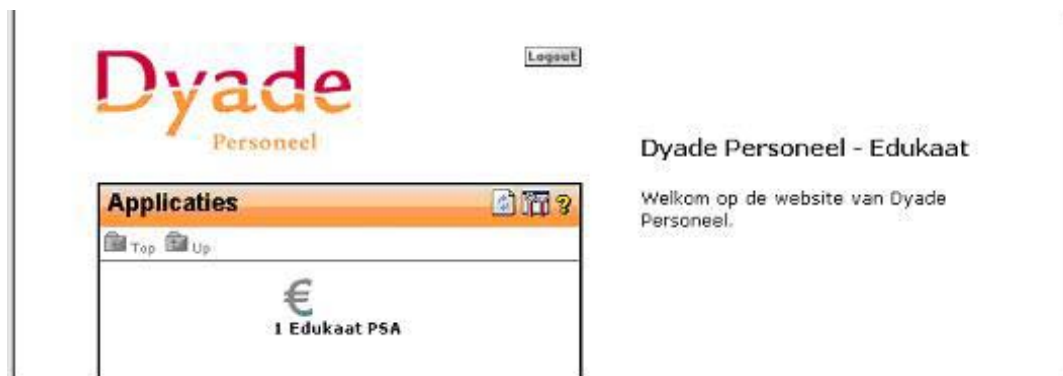 Dyade
Personeel
Logout
Applicaties
?
Top Up
€
1 Edukaat PSA
Dyade Personeel - Edukaat
Welkom op de website van Dyade
Personeel.